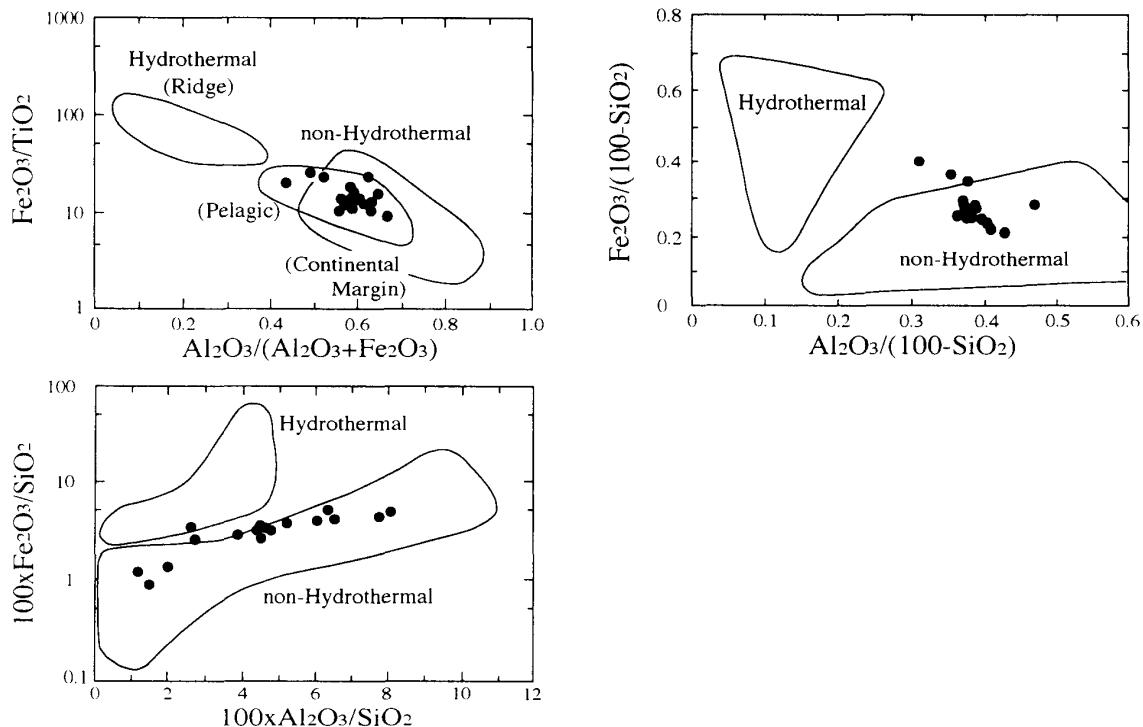 1000
100
10
1
Fe2O3/TiO2
Hydrothermal
(Ridge)
non-Hydrothermal
(Pelagic)
(Continental
Margin)
0 0.2 0.4 0.6 0.8 1.0
Al2O3/(Al2O3+Fe2O3)
0.8
0.6
0.4
0.2
0
Fe2O3/(100-SiO2)
Hydrothermal
non-Hydrothermal
0 0.1 0.2 0.3 0.4 0.5 0.6
Al2O3/(100-SiO2)
100
10
1
0.1
100xFe2O3/SiO2
Hydrothermal
non-Hydrothermal
0 2 4 6 8 10 12
100xAl2O3/SiO2